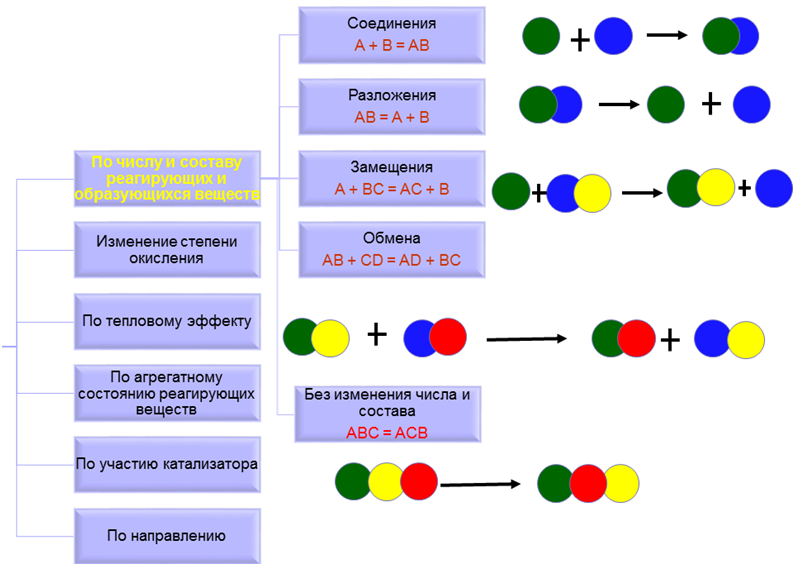 Соединения
A + B = AB
Разложения
AB = A + B
Замещения
A + BC = AC + B
Обмена
AB + CD = AD + BC
Без изменения числа и
состава
ABC = ACB
По числу и составу
реагирующих и
образующихся веществ
Изменение степени
окисления
По тепловому эффекту
По агрегатному
состоянию реагирующих
веществ
По участию катализатора
По направлению
+
+
+
+
+
+